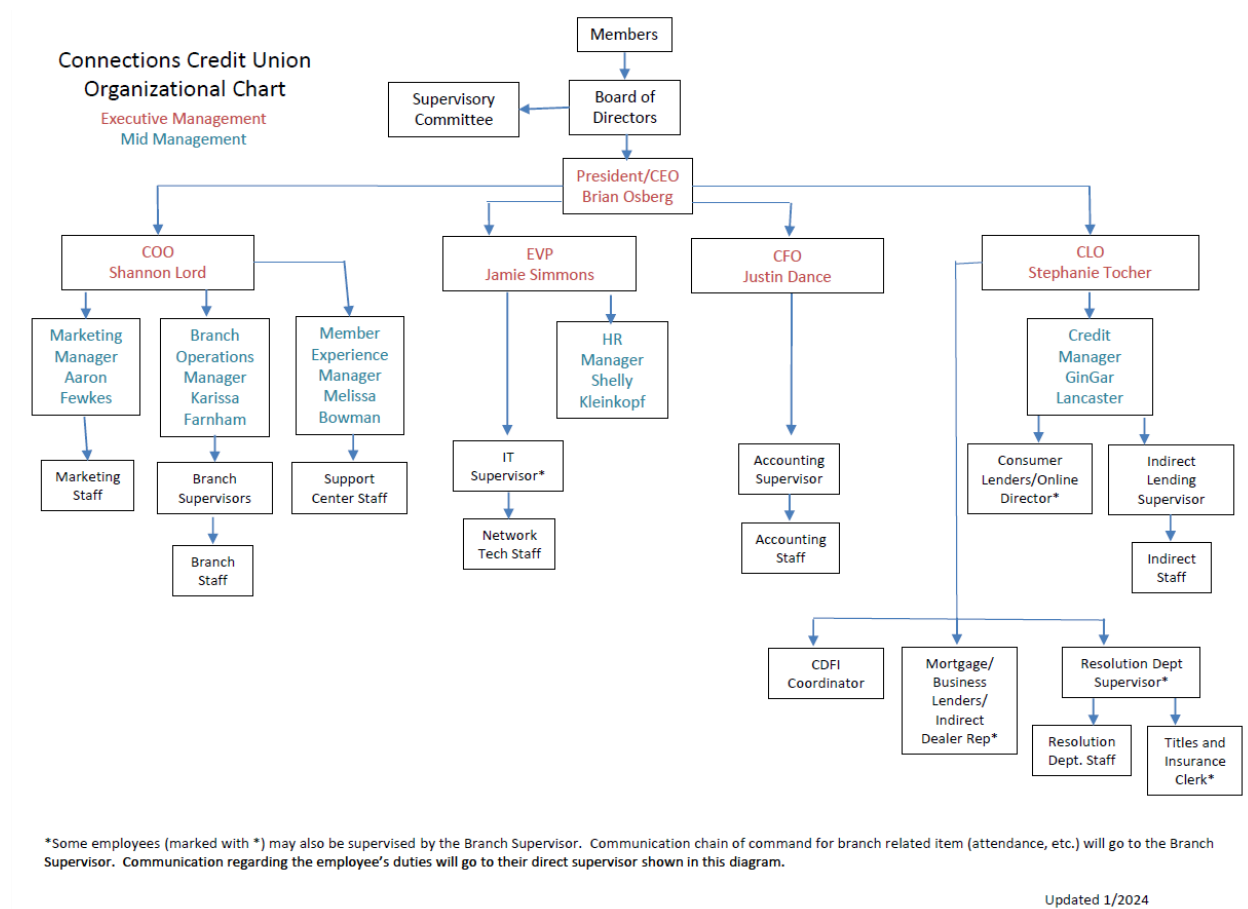 Members
Connections Credit Union
Organizational Chart
Executive Management
Mid Management
Supervisory
Committee
Board of
Directors
President/CEO
Brian Osberg
COO
Shannon Lord
EVP
Jamie Simmons
CFO
Justin Dance
CLO
Stephanie Tocher
Marketing
Manager
Aaron
Fewkes
Branch
Operations
Manager
Karissa
Farnham
Member
Experience
Manager
Melissa
Bowman
HR
Manager
Shelly
Kleinkopf
Credit
Manager
GinGar
Lancaster
Marketing
Staff
Branch
Supervisors
Support
Center Staff
IT
Supervisor*
Accounting
Supervisor
Consumer
Lenders/Online
Director*
Indirect
Lending
Supervisor
Branch
Staff
Network
Tech Staff
Accounting
Staff
Indirect
Staff
CDFI
Coordinator
Mortgage/
Business
Lenders/
Indirect
Dealer Rep*
Resolution Dept
Supervisor*
Resolution
Dept. Staff
Titles and
Insurance
Clerk*
*Some employees (marked with *) may also be supervised by the Branch Supervisor.  Communication chain of command for branch related item (attendance, etc.) will go to the Branch
Supervisor.  Communication regarding the employee's duties will go to their direct supervisor shown in this diagram.
Updated 1/2024